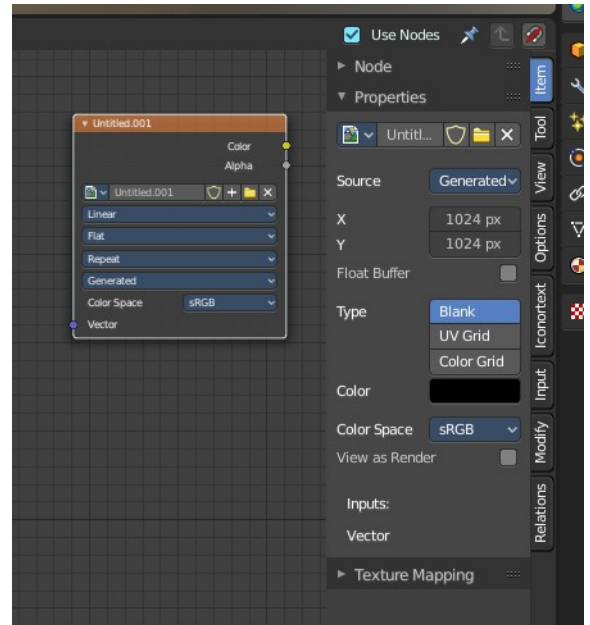 Use Nodes
Node
Properties
Untitl...
Source Generated
X 1024 px
Y 1024 px
Float Buffer
Type Blank
UV Grid
Color Grid
Color
Color Space sRGB
View as Render
Inputs:
Vector
Texture Mapping
Untitled.001
Color
Alpha
Untitled.001
Linear
Flat
Repeat
Generated
Color Space sRGB
Vector
Item
Tool
View
Options
Iconortext
Input
Modify
Relations